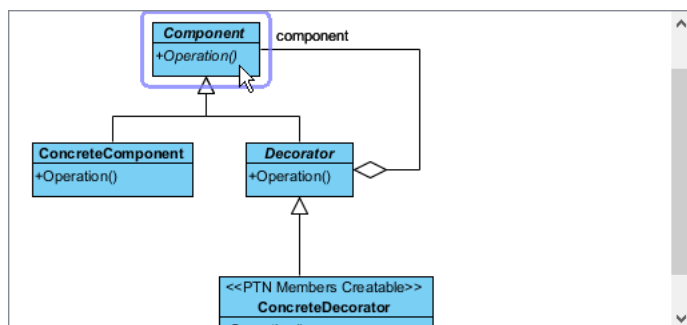 Component
component
+Operation()
ConcreteComponent
Decorator
+Operation()
+Operation()
<<PTN Members Creatable>>
ConcreteDecorator